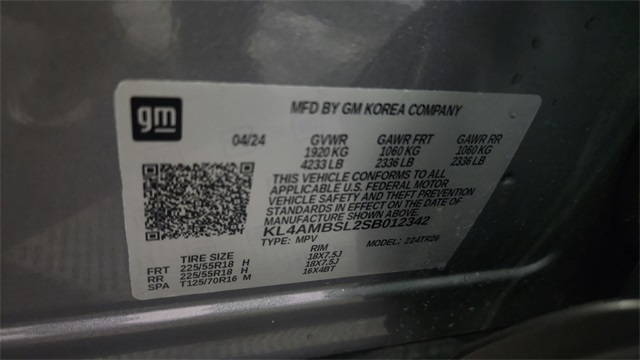 gm
MFD BY GM KOREA COMPANY
04/24 GVWR GAWR FRT GAWR RR
1920 KG 1060 KG 1060 KG
4233 LB 2336 LB 2336 LB
THIS VEHICLE CONFORMS TO ALL
APPLICABLE U.S. FEDERAL MOTOR
VEHICLE SAFETY AND THEFT PREVENTION
STANDARDS IN EFFECT ON THE DATE OF
MANUFACTURE SHOWN ABOVE.
KL4AMBSL2SB012342
TYPE: MPV MODEL: 224TR26
TIRE SIZE RIM
FRT 225/55R18 H 18X7.5J
RR 225/55R18 H 18X7.5J
SPA T125/70R16 M 16X4BT